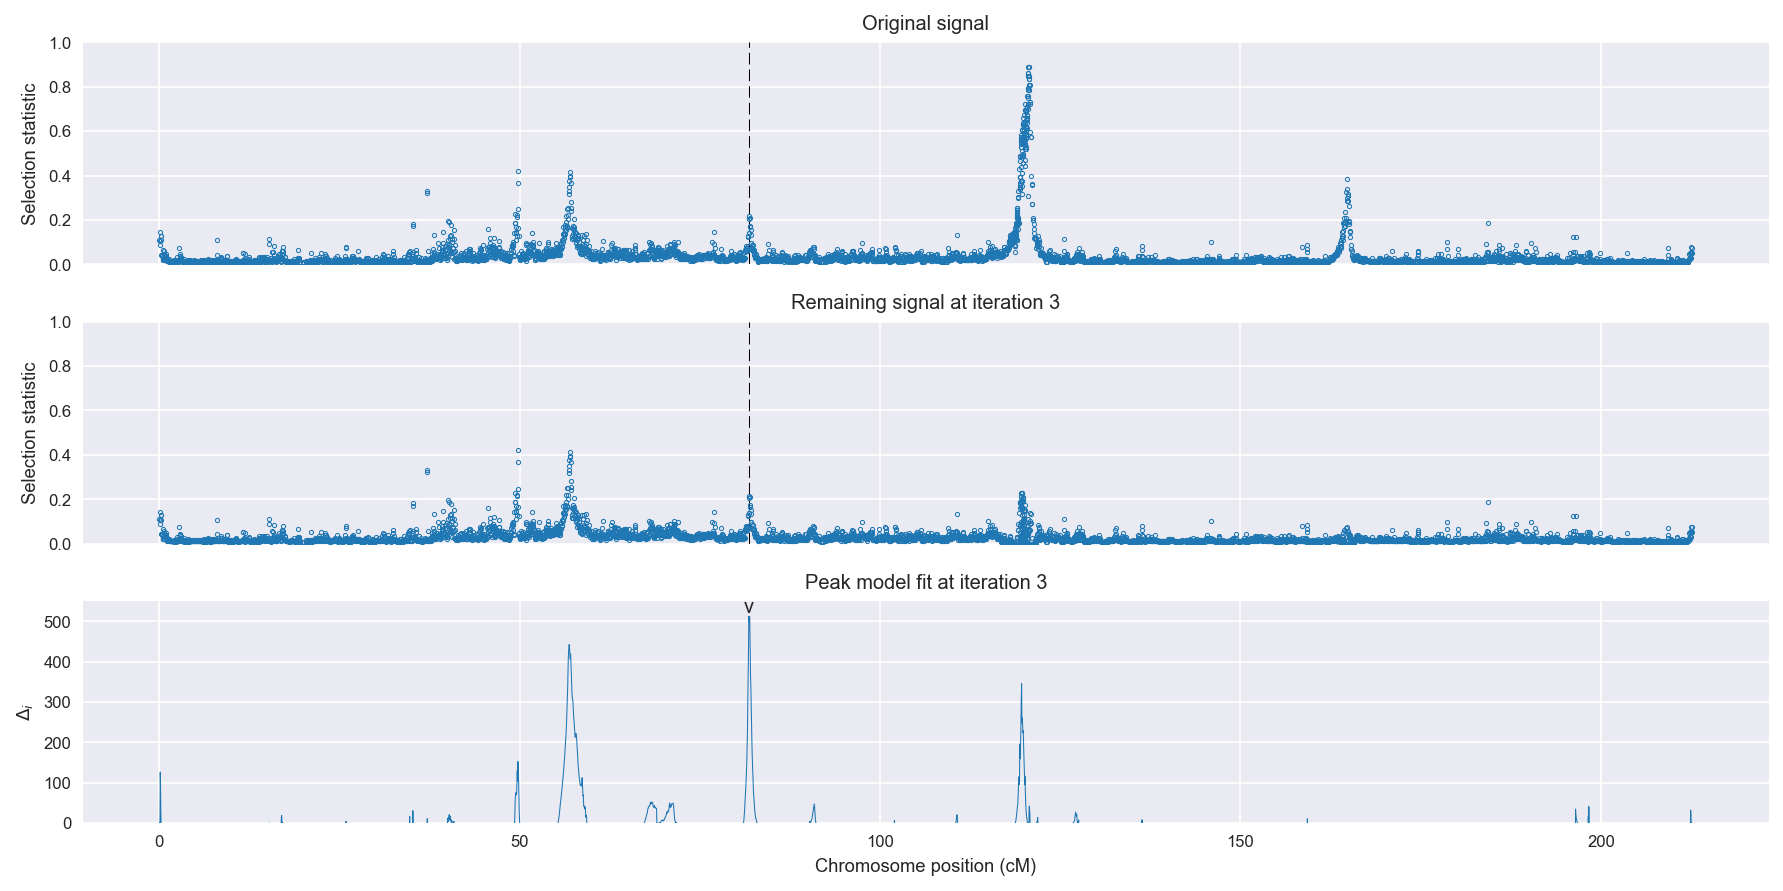 Original signal
1.0
0.8
0.6
0.4
0.2
0.0
Selection statistic
Remaining signal at iteration 3
1.0
0.8
0.6
0.4
0.2
0.0
Selection statistic
Peak model fit at iteration 3
v
500
400
300
200
100
0
Δi
0 50 100 150 200
Chromosome position (cM)